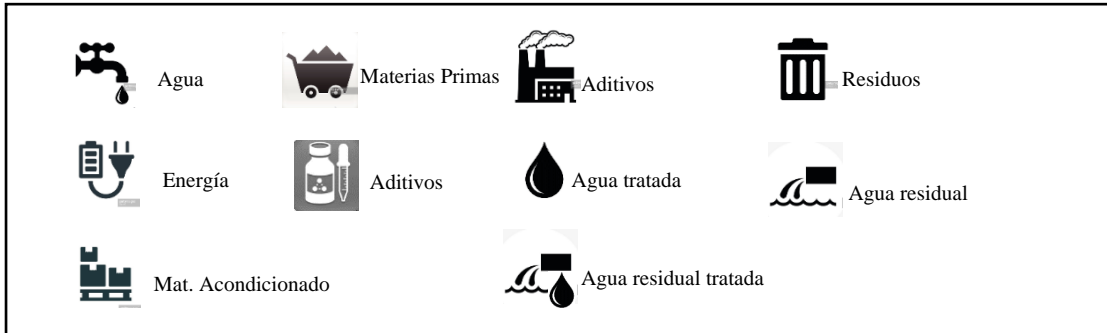 Agua
Materias Primas
Aditivos
Residuos
Energía
Aditivos
Agua tratada
Agua residual
Mat. Acondicionado
Agua residual tratada